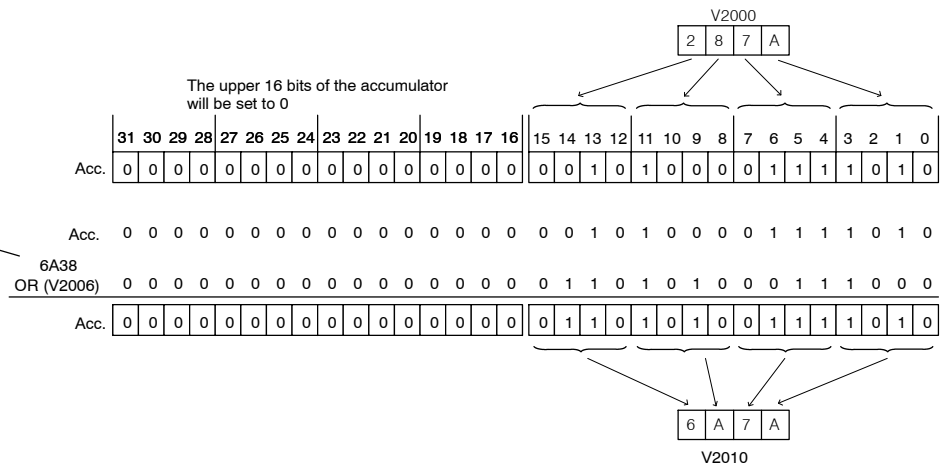 V2000
2 8 7 A
The upper 16 bits of the accumulator
will be set to 0
31 30 29 28 27 26 25 24 23 22 21 20 19 18 17 16 15 14 13 12 11 10 9 8 7 6 5 4 3 2 1 0
Acc. 0 0 0 0 0 0 0 0 0 0 0 0 0 0 0 0 0 0 1 0 1 0 0 0 0 1 1 1 1 0 1 0
Acc. 0 0 0 0 0 0 0 0 0 0 0 0 0 0 0 0 0 0 1 0 1 0 0 0 0 1 1 1 1 0 1 0
6A38
OR (V2006) 0 0 0 0 0 0 0 0 0 0 0 0 0 0 0 0 0 1 1 0 1 0 1 0 0 0 1 1 1 0 0 0
Acc. 0 0 0 0 0 0 0 0 0 0 0 0 0 0 0 0 0 1 1 0 1 0 1 0 0 1 1 1 1 0 1 0
6 A 7 A
V2010